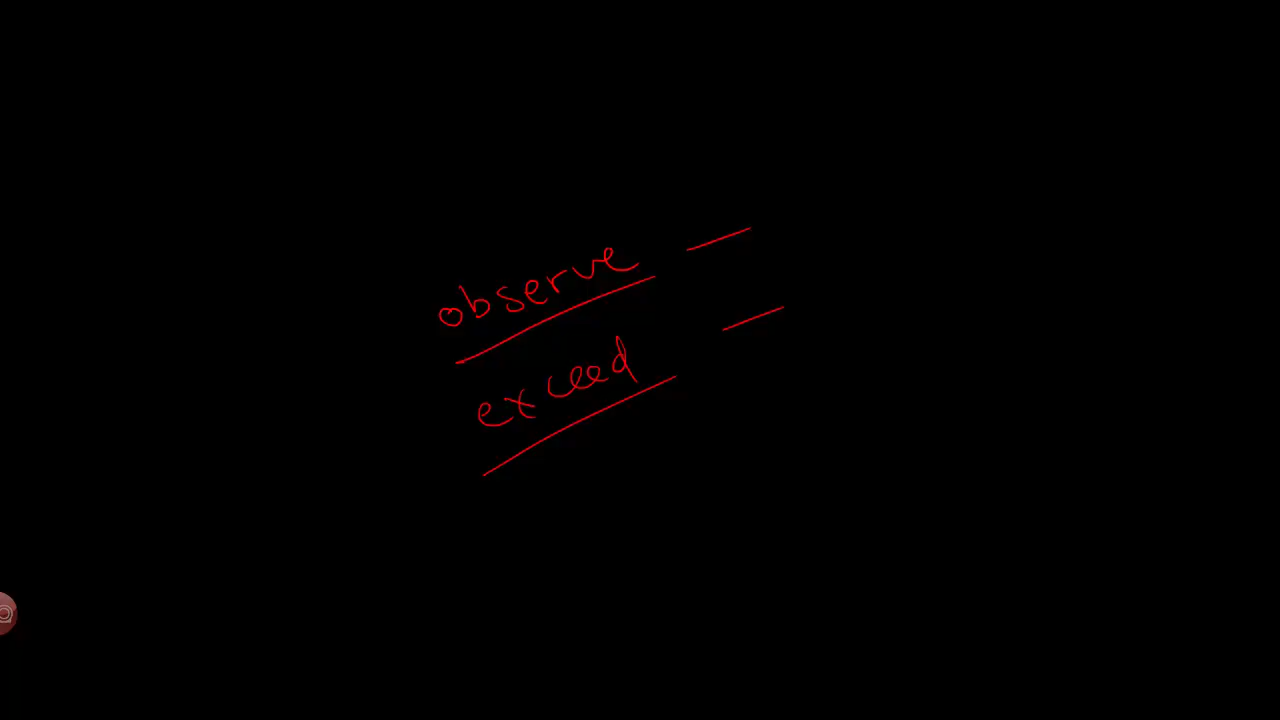 observe —
exceed —